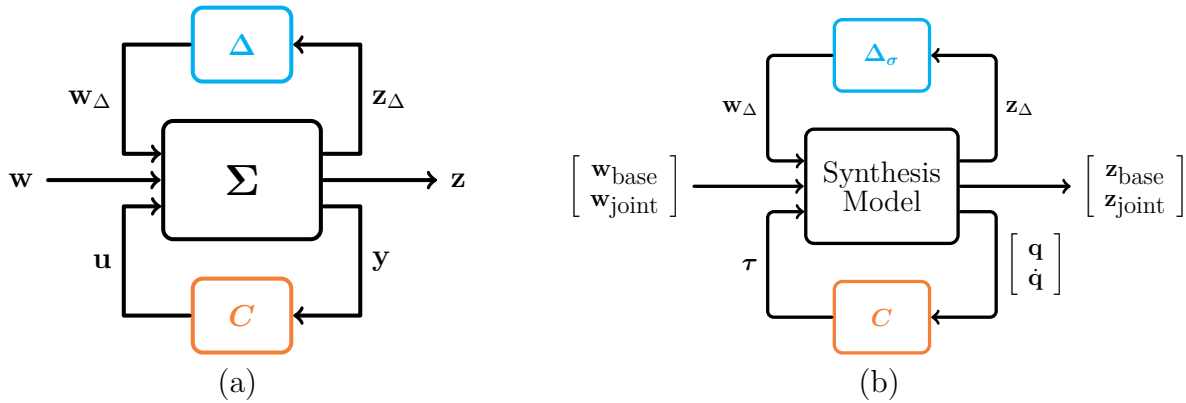 Δ
w_Δ
z_Δ
w
Σ
z
u
y
C
(a)
Δ_σ
w_Δ
z_Δ
[ w_base
w_joint ]
Synthesis
Model
[ z_base
z_joint ]
τ
[ q
q̇ ]
C
(b)